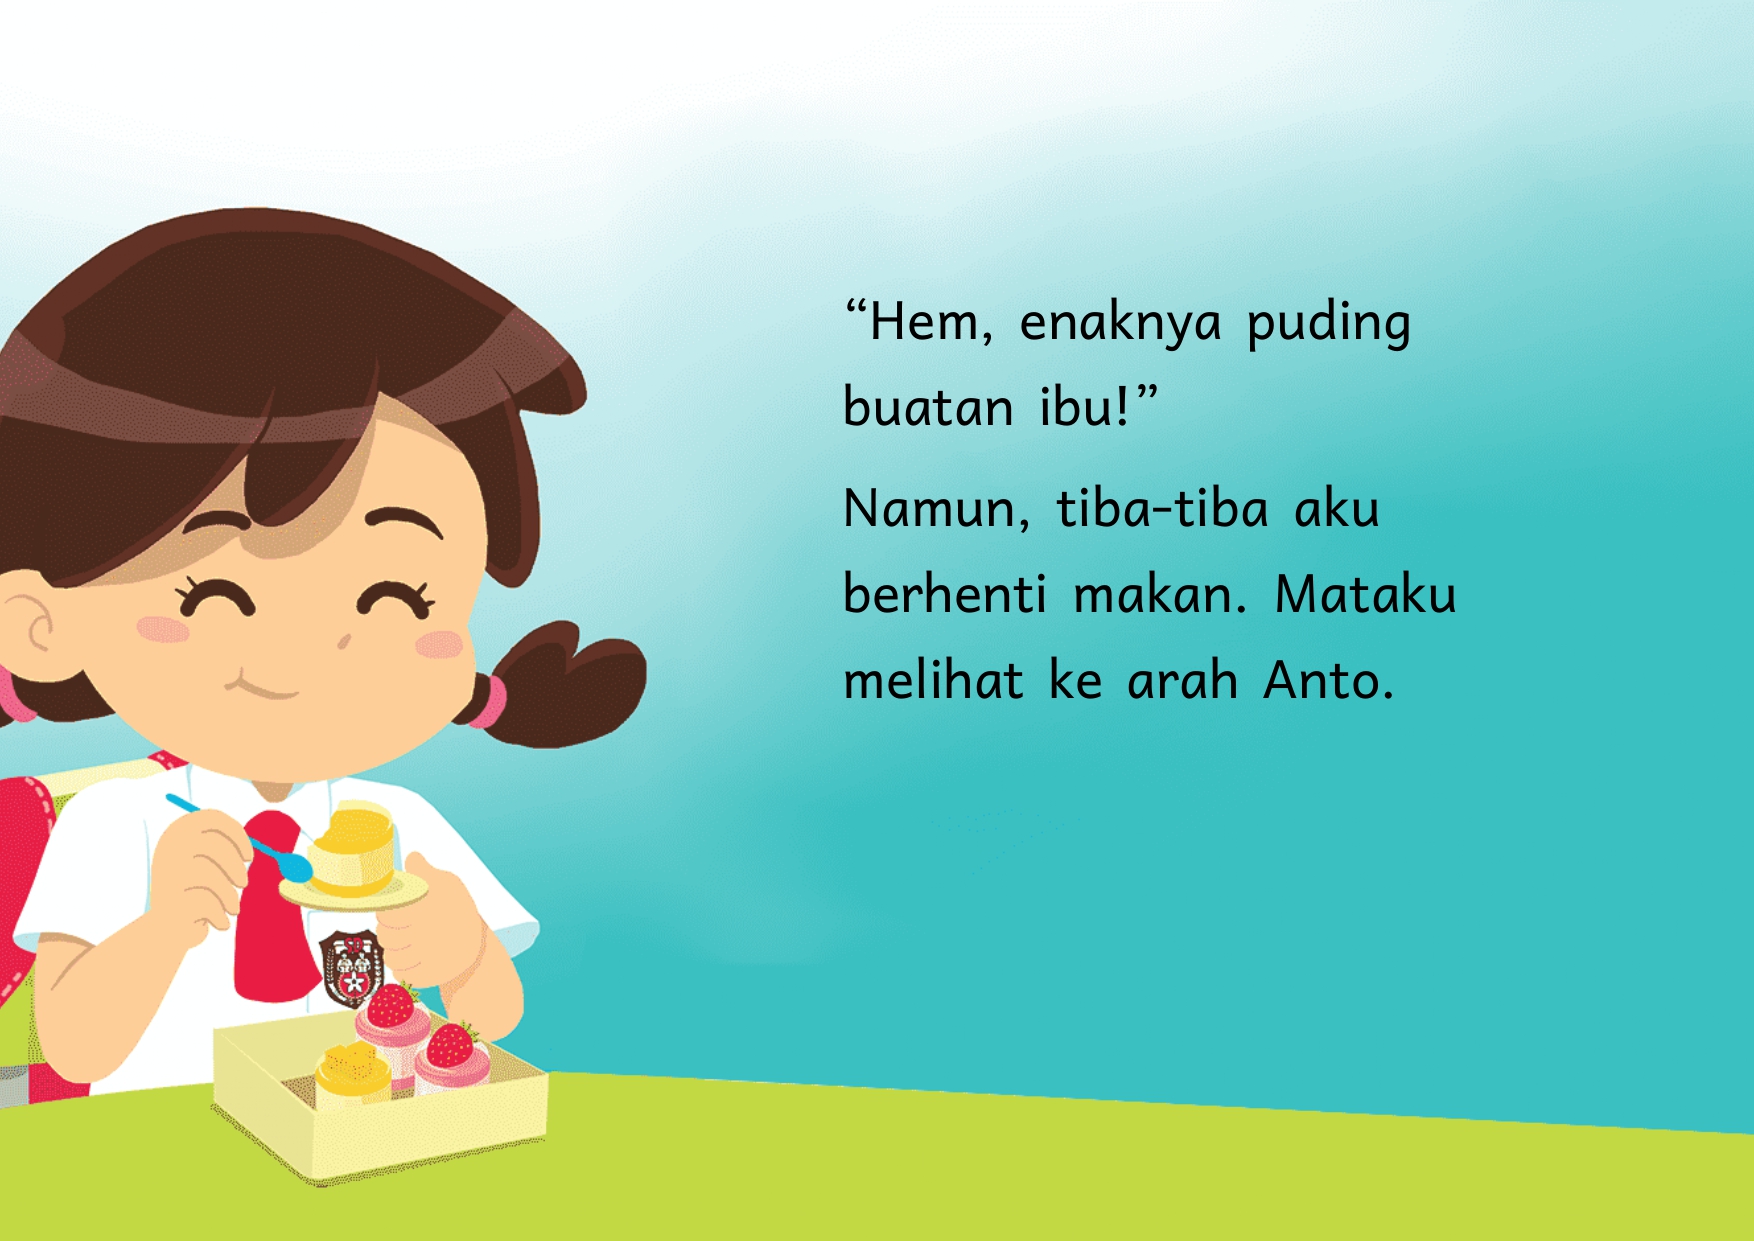 “Hem, enaknya puding
buatan ibu!”
Namun, tiba-tiba aku
berhenti makan. Mataku
melihat ke arah Anto.